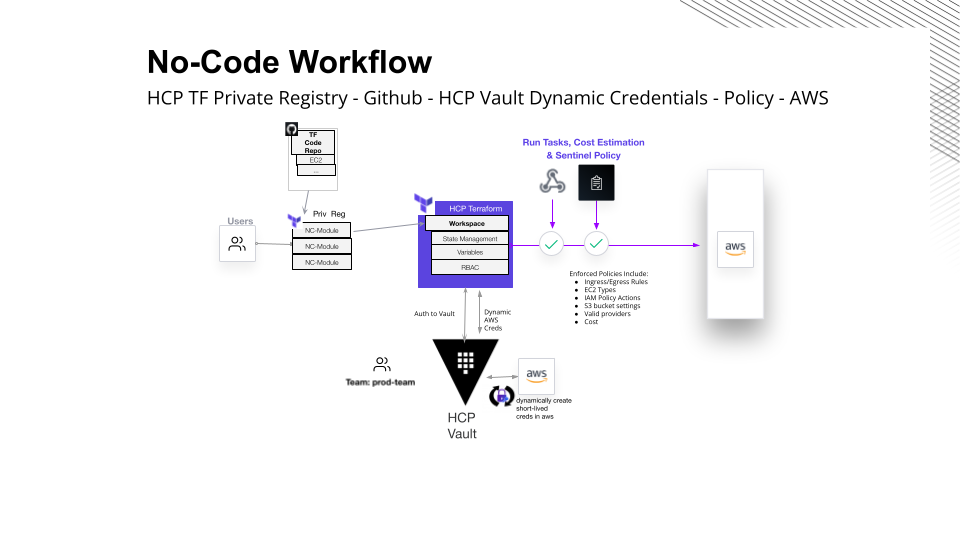 No-Code Workflow
HCP TF Private Registry - Github - HCP Vault Dynamic Credentials - Policy - AWS
TF
Code
Repo
EC2
...
Run Tasks, Cost Estimation
& Sentinel Policy
Users
Priv Reg
NC-Module
NC-Module
NC-Module
HCP Terraform
Workspace
State Management
Variables
RBAC
aws
Enforced Policies Include:
● Ingress/Egress Rules
● EC2 Types
● IAM Policy Actions
● S3 bucket settings
● Valid providers
● Cost
Auth to Vault
Dynamic
AWS
Creds
Team: prod-team
aws
dynamically create
short-lived
creds in aws
HCP
Vault